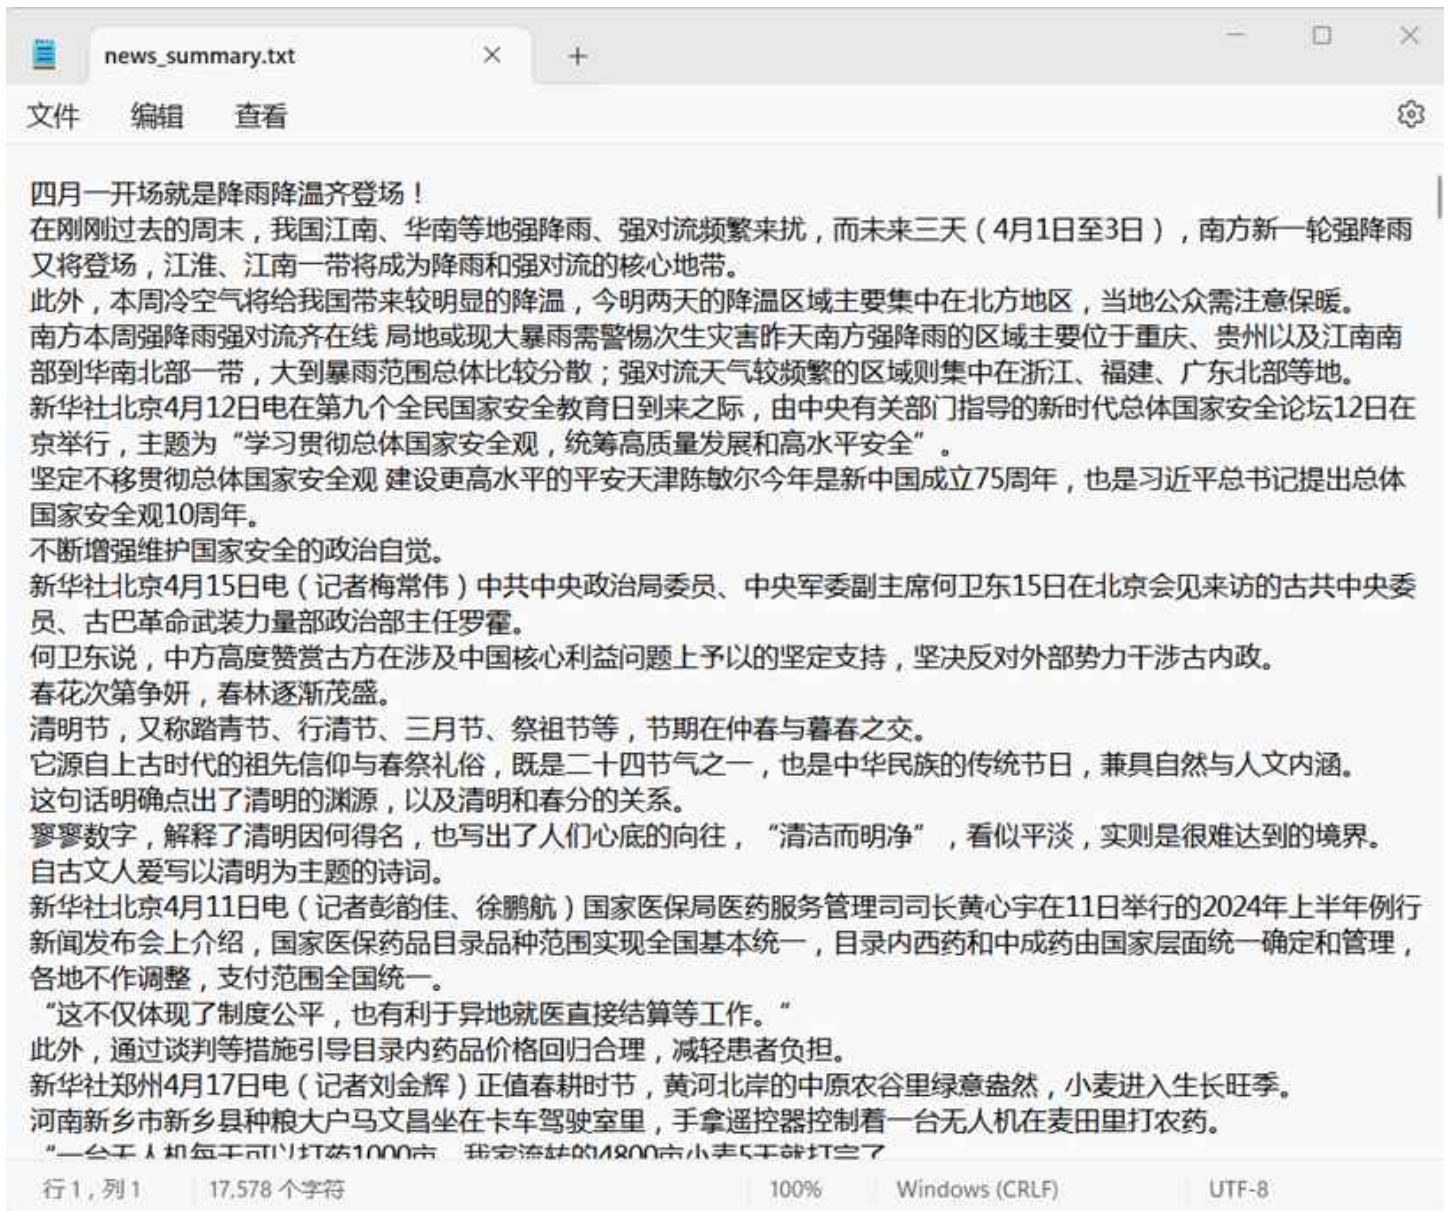 news_summary.txt
文件 编辑 查看
四月一开场就是降雨降温齐登场！
在刚刚过去的周末，我国江南、华南等地强降雨、强对流频繁来扰，而未来三天（4月1日至3日），南方新一轮强降雨
又将登场，江淮、江南一带将成为降雨和强对流的核心地带。
此外，本周冷空气将给我国带来较明显的降温，今明两天的降温区域主要集中在北方地区，当地公众需注意保暖。
南方本周强降雨强对流齐在线 局地或现大暴雨需警惕次生灾害昨天南方强降雨的区域主要位于重庆、贵州以及江南南
部到华南北部一带，大到暴雨范围总体比较分散；强对流天气较频繁的区域则集中在浙江、福建、广东北部等地。
新华社北京4月12日电在第九个全民国家安全教育日到来之际，由中央有关部门指导的新时代总体国家安全论坛12日在
京举行，主题为“学习贯彻总体国家安全观，统筹高质量发展和高水平安全”。
坚定不移贯彻总体国家安全观 建设更高水平的平安天津陈敏尔今年是新中国成立75周年，也是习近平总书记提出总体
国家安全观10周年。
不断增强维护国家安全的政治自觉。
新华社北京4月15日电（记者梅常伟）中共中央政治局委员、中央军委副主席何卫东15日在北京会见来访的古共中央委
员、古巴革命武装力量部政治部主任罗霍。
何卫东说，中方高度赞赏古方在涉及中国核心利益问题上予以的坚定支持，坚决反对外部势力干涉古内政。
春花次第争妍，春林逐渐茂盛。
清明节，又称踏青节、行清节、三月节、祭祖节等，节期在仲春与暮春之交。
它源自上古时代的祖先信仰与春祭礼俗，既是二十四节气之一，也是中华民族的传统节日，兼具自然与人文内涵。
这句话明确点出了清明的渊源，以及清明和春分的关系。
寥寥数字，解释了清明因何得名，也写出了人们心底的向往，“清洁而明净”，看似平淡，实则是很难达到的境界。
自古文人爱写以清明为主题的诗词。
新华社北京4月11日电（记者彭韵佳、徐鹏航）国家医保局医药服务管理司司长黄心宇在11日举行的2024年上半年例行
新闻发布会上介绍，国家医保药品目录品种范围实现全国基本统一，目录内西药和中成药由国家层面统一确定和管理，
各地不作调整，支付范围全国统一。
“这不仅体现了制度公平，也有利于异地就医直接结算等工作。“
此外，通过谈判等措施引导目录内药品价格回归合理，减轻患者负担。
新华社郑州4月17日电（记者刘金辉）正值春耕时节，黄河北岸的中原农谷里绿意盎然，小麦进入生长旺季。
河南新乡市新乡县种粮大户马文昌坐在卡车驾驶室里，手拿遥控器控制着一台无人机在麦田里打农药。
“一台无人机每天可以打药1000亩，我家流转的4800亩小麦5天就打完了
行 1，列 1 17,578 个字符 100% Windows (CRLF) UTF-8